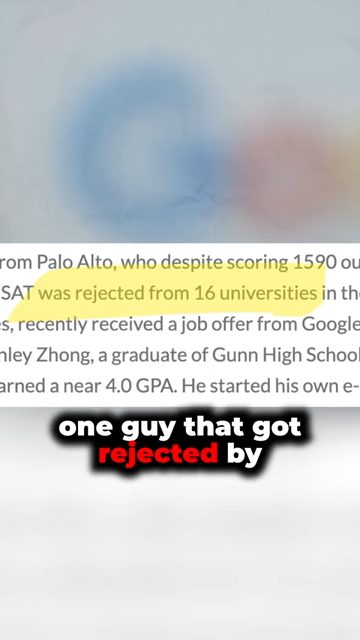 rom Palo Alto, who despite scoring 1590 ou
SAT was rejected from 16 universities in the
s, recently received a job offer from Google
nley Zhong, a graduate of Gunn High School
arned a near 4.0 GPA. He started his own e-
one guy that got
rejected by